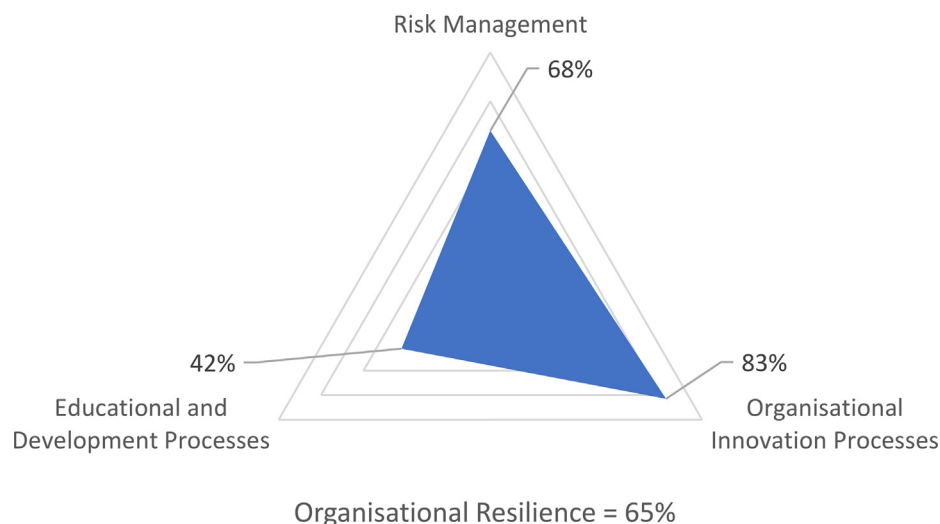 Risk Management
68%
42%
83%
Educational and
Development Processes
Organisational
Innovation Processes
Organisational Resilience = 65%